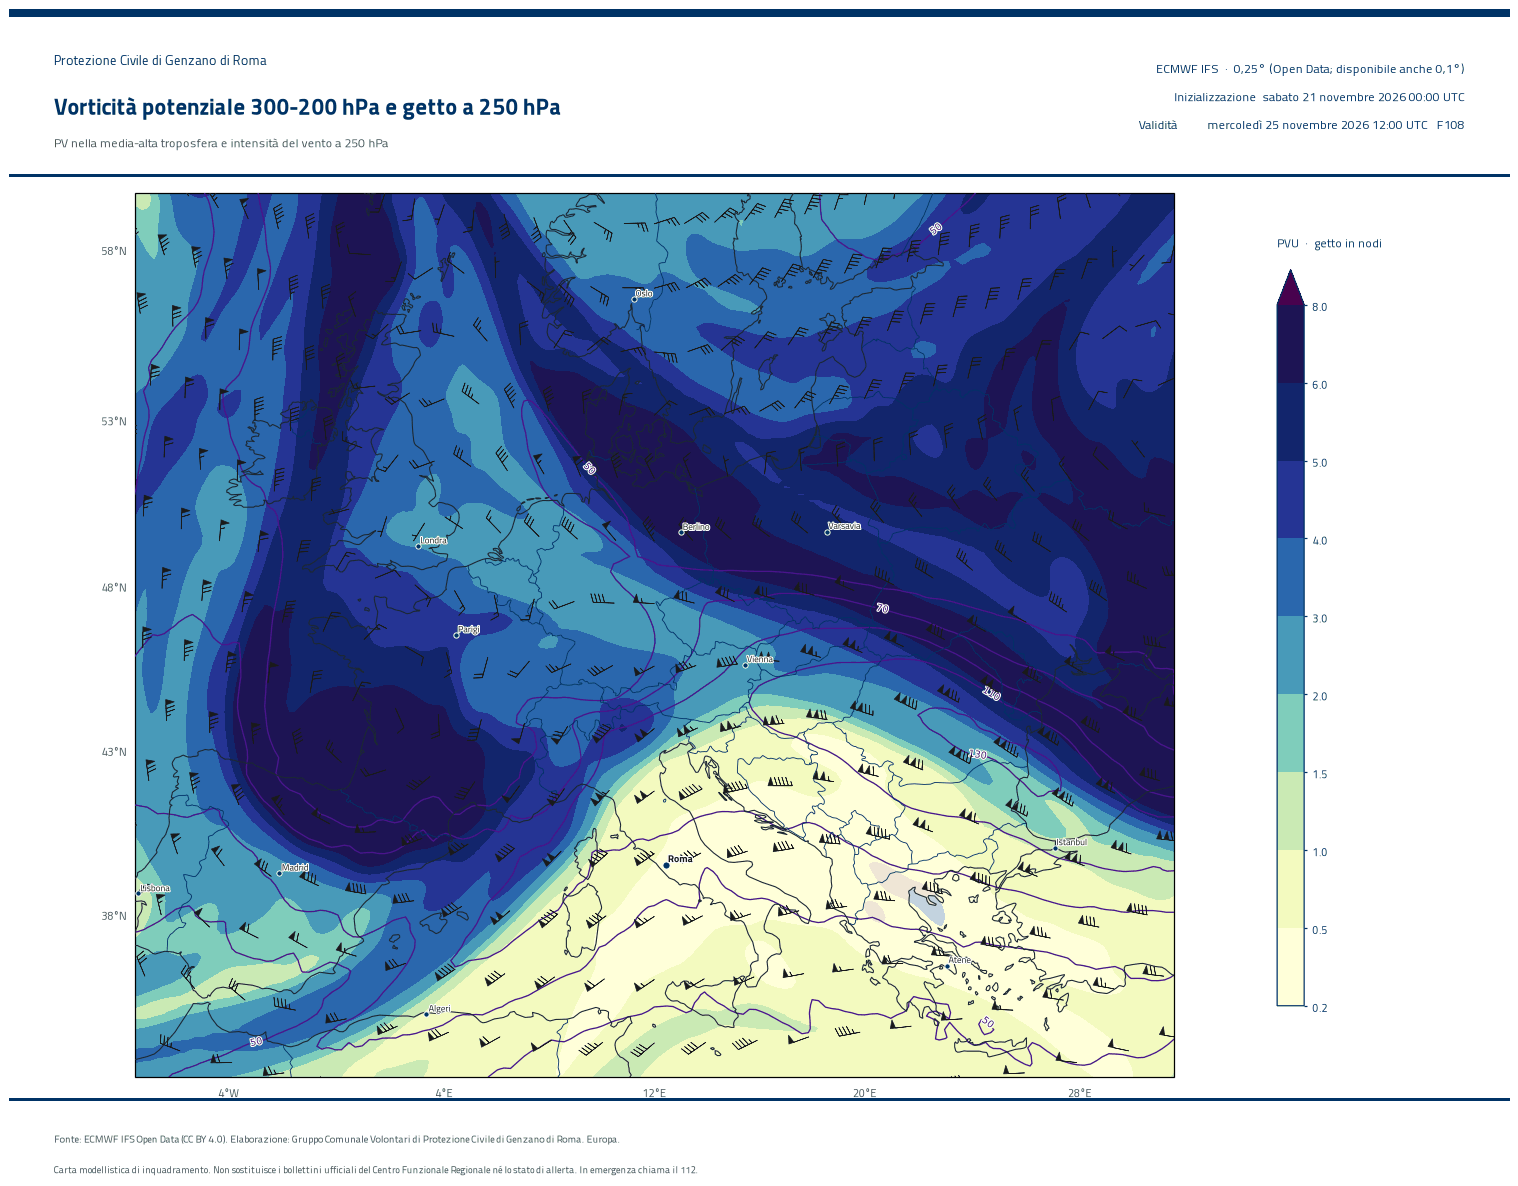 Protezione Civile di Genzano di Roma
Vorticità potenziale 300-200 hPa e getto a 250 hPa
PV nella media-alta troposfera e intensità del vento a 250 hPa
ECMWF IFS · 0,25° (Open Data; disponibile anche 0,1°)
Inizializzazione sabato 21 novembre 2026 00:00 UTC
Validità mercoledì 25 novembre 2026 12:00 UTC F108
PVU · getto in nodi
8.0
6.0
5.0
4.0
3.0
2.0
1.5
1.0
0.5
0.2
58°N
53°N
48°N
43°N
38°N
4°W
4°E
12°E
20°E
28°E
50
Oslo
50
Berlino
Varsavia
Londra
70
Parigi
Vienna
110
130
Istanbul
Roma
Madrid
Lisbona
Atene
Algeri
50
50
Fonte: ECMWF IFS Open Data (CC BY 4.0). Elaborazione: Gruppo Comunale Volontari di Protezione Civile di Genzano di Roma. Europa.
Carta modellistica di inquadramento. Non sostituisce i bollettini ufficiali del Centro Funzionale Regionale né lo stato di allerta. In emergenza chiama il 112.